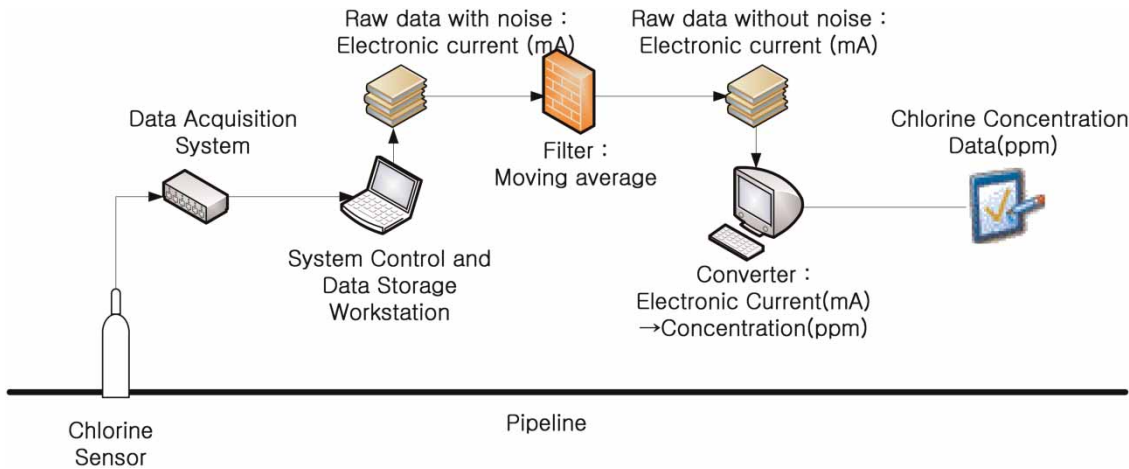 Raw data with noise :
Electronic current (mA)
Raw data without noise :
Electronic current (mA)
Data Acquisition
System
Filter :
Moving average
Chlorine Concentration
Data(ppm)
System Control and
Data Storage
Workstation
Converter :
Electronic Current(mA)
→Concentration(ppm)
Chlorine
Sensor
Pipeline